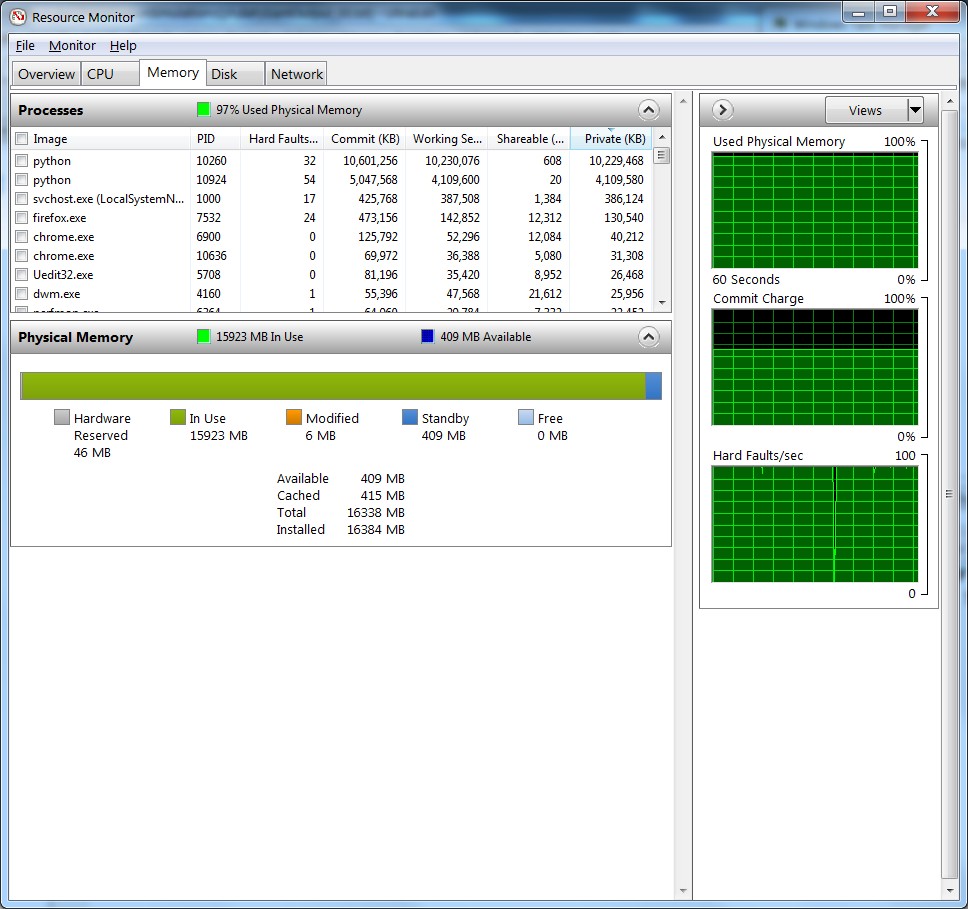 Resource Monitor
File Monitor Help
Overview CPU Memory Disk Network
Processes 97% Used Physical Memory
Image PID Hard Faults... Commit (KB) Working Se... Shareable (... Private (KB)
python 10260 32 10,601,256 10,230,076 608 10,229,468
python 10924 54 5,047,568 4,109,600 20 4,109,580
svchost.exe (LocalSystemN... 1000 17 425,768 387,508 1,384 386,124
firefox.exe 7532 24 473,156 142,852 12,312 130,540
chrome.exe 6900 0 125,792 52,296 12,084 40,212
chrome.exe 10636 0 69,972 36,388 5,080 31,308
Uedit32.exe 5708 0 81,196 35,420 8,952 26,468
dwm.exe 4160 1 55,396 47,568 21,612 25,956
Physical Memory 15923 MB In Use 409 MB Available
Hardware Reserved 46 MB
In Use 15923 MB
Modified 6 MB
Standby 409 MB
Free 0 MB
Available 409 MB
Cached 415 MB
Total 16338 MB
Installed 16384 MB
Views
Used Physical Memory 100%
60 Seconds 0%
Commit Charge 100%
0%
Hard Faults/sec 100
0